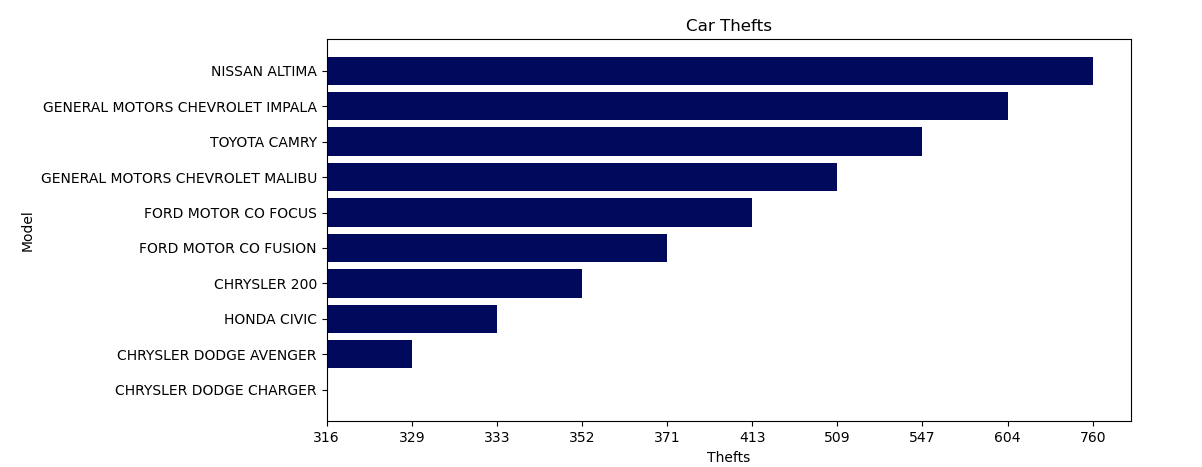 Car Thefts
NISSAN ALTIMA
GENERAL MOTORS CHEVROLET IMPALA
TOYOTA CAMRY
GENERAL MOTORS CHEVROLET MALIBU
FORD MOTOR CO FOCUS
FORD MOTOR CO FUSION
CHRYSLER 200
HONDA CIVIC
CHRYSLER DODGE AVENGER
CHRYSLER DODGE CHARGER
Model
316 329 333 352 371 413 509 547 604 760
Thefts